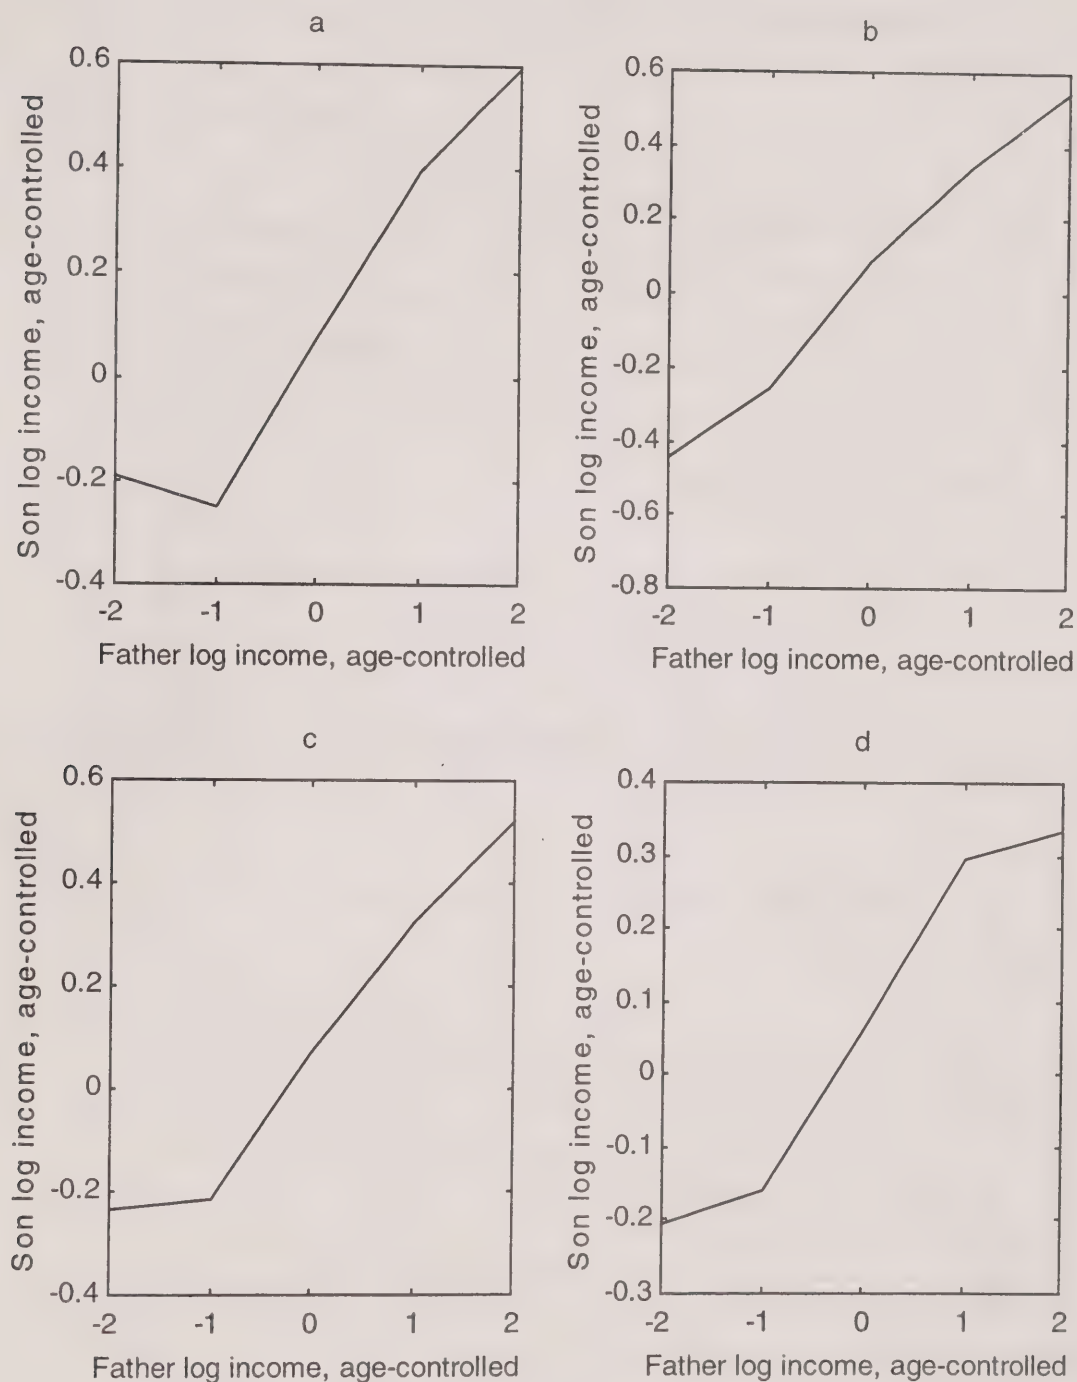 a
Son log income, age-controlled
0.6
0.4
0.2
0
-0.2
-0.4
-2 -1 0 1 2
Father log income, age-controlled
b
Son log income, age-controlled
0.6
0.4
0.2
0
-0.2
-0.4
-0.6
-0.8
-2 -1 0 1 2
Father log income, age-controlled
c
Son log income, age-controlled
0.6
0.4
0.2
0
-0.2
-0.4
-2 -1 0 1 2
Father log income, age-controlled
d
Son log income, age-controlled
0.4
0.3
0.2
0.1
0
-0.1
-0.2
-0.3
-2 -1 0 1 2
Father log income, age-controlled